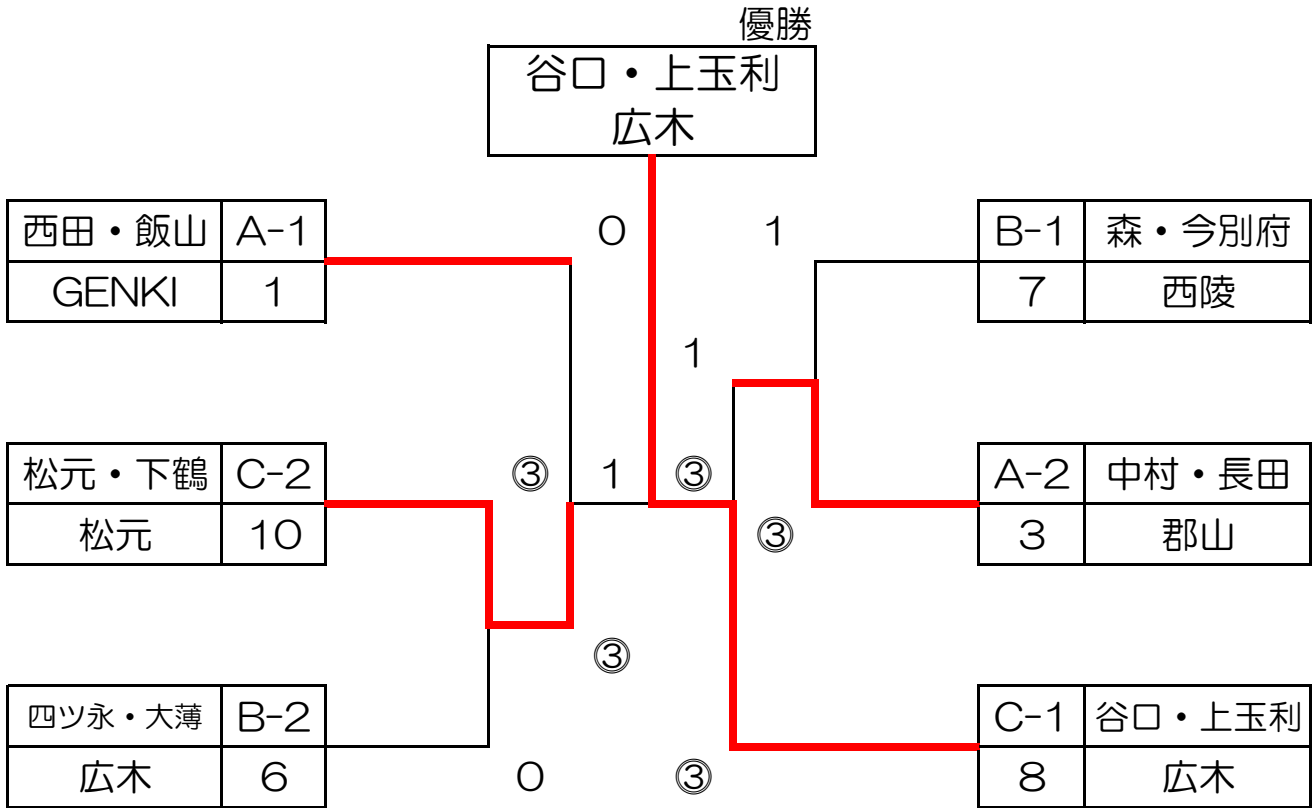 優勝
谷口・上玉利
広木
西田・飯山 A-1
GENKI 1
0 1
B-1 森・今別府
7 西陵
1
松元・下鶴 C-2
松元 10
③ 1 ③
③
A-2 中村・長田
3 郡山
③
四ツ永・大薄 B-2
広木 6
0 ③
C-1 谷口・上玉利
8 広木